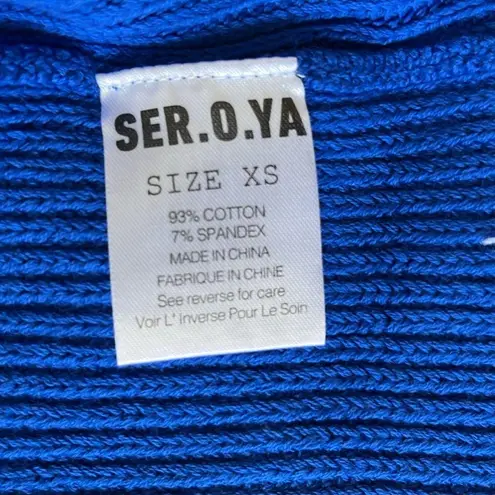 SER.O.YA
SIZE XS
93% COTTON
7% SPANDEX
MADE IN CHINA
FABRIQUE IN CHINE
See reverse for care
Voir L' Inverse Pour Le Soin